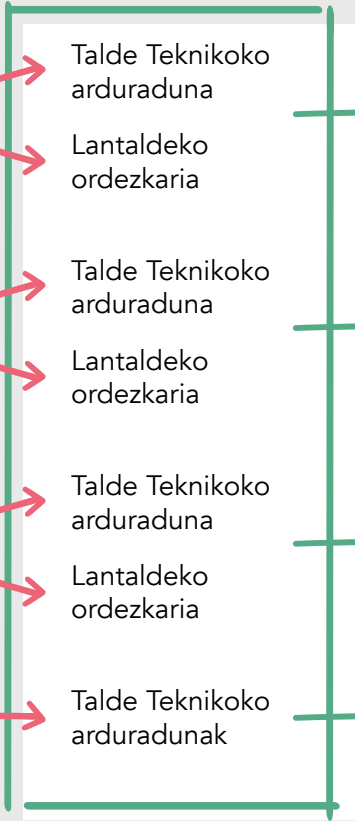 Talde Teknikoko
arduraduna
Lantaldeko
ordezkaria
Talde Teknikoko
arduraduna
Lantaldeko
ordezkaria
Talde Teknikoko
arduraduna
Lantaldeko
ordezkaria
Talde Teknikoko
arduradunak